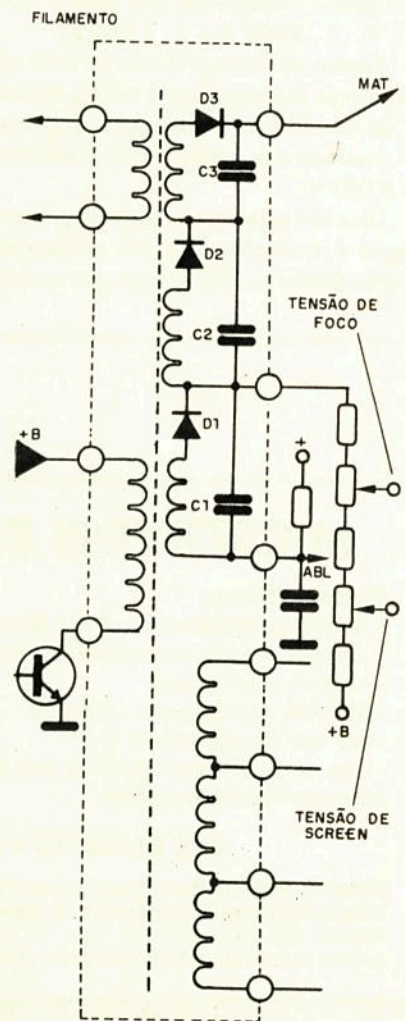 FILAMENTO
MAT
D3
C3
D2
TENSÃO DE
FOCO
C2
+B
D1
+
C1
ABL
+B
TENSÃO DE
SCREEN